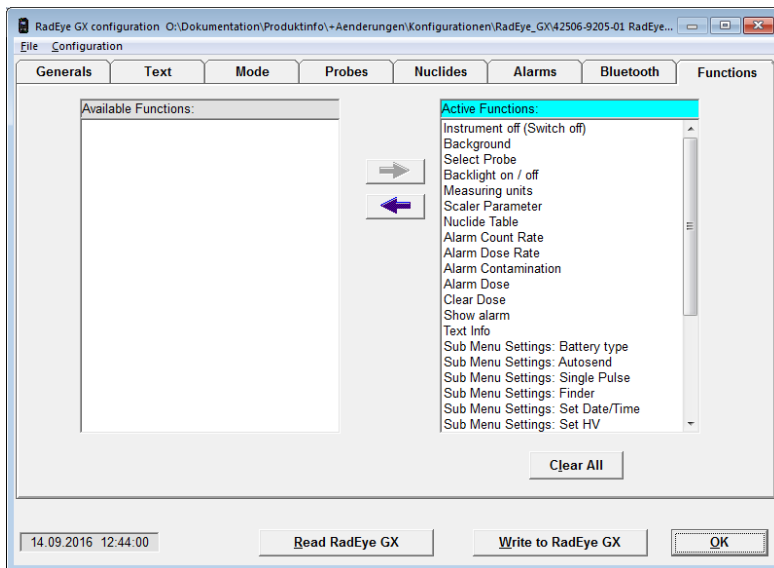 RadEye GX configuration O:\Dokumentation\Produktinfo\+Aenderungen\Konfigurationen\RadEye_GX\42506-9205-01 RadEye...
File Configuration
Generals Text Mode Probes Nuclides Alarms Bluetooth Functions
Available Functions:
Active Functions:
Instrument off (Switch off)
Background
Select Probe
Backlight on / off
Measuring units
Scaler Parameter
Nuclide Table
Alarm Count Rate
Alarm Dose Rate
Alarm Contamination
Alarm Dose
Clear Dose
Show alarm
Text Info
Sub Menu Settings: Battery type
Sub Menu Settings: Autosend
Sub Menu Settings: Single Pulse
Sub Menu Settings: Finder
Sub Menu Settings: Set Date/Time
Sub Menu Settings: Set HV
Clear All
14.09.2016 12:44:00 Read RadEye GX Write to RadEye GX OK